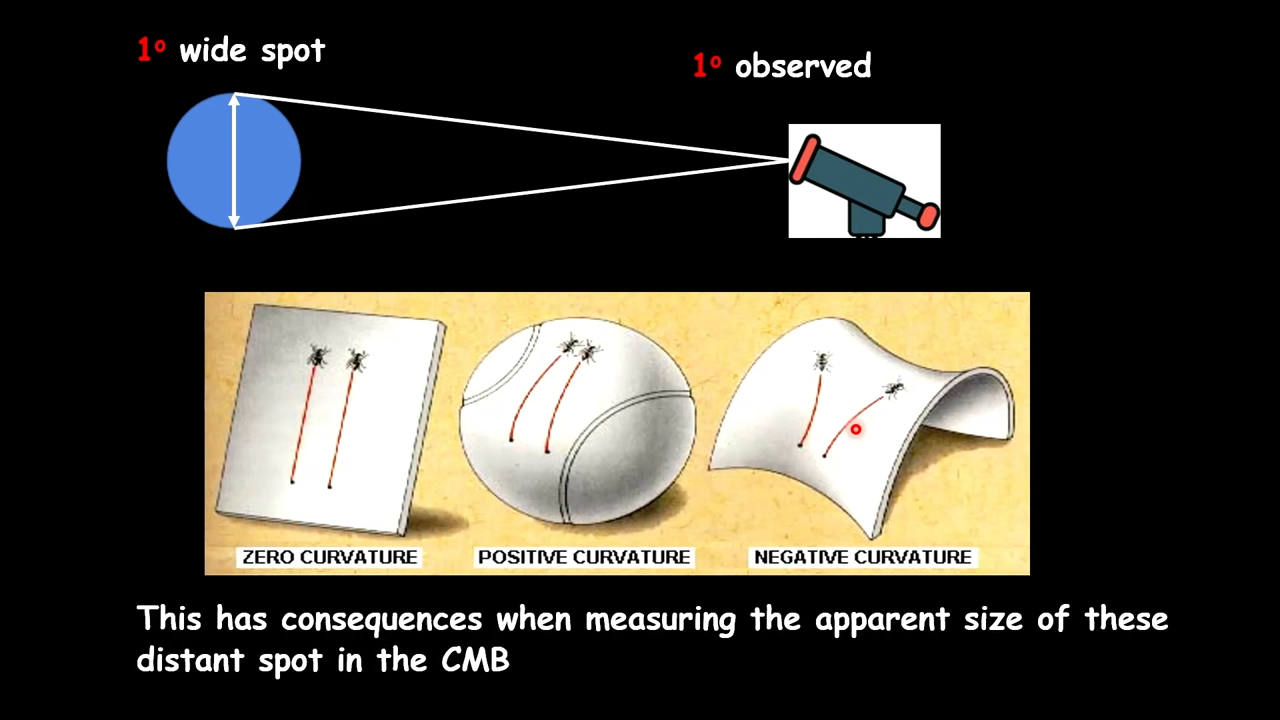 1° wide spot
1° observed
ZERO CURVATURE
POSITIVE CURVATURE
NEGATIVE CURVATURE
This has consequences when measuring the apparent size of these
distant spot in the CMB